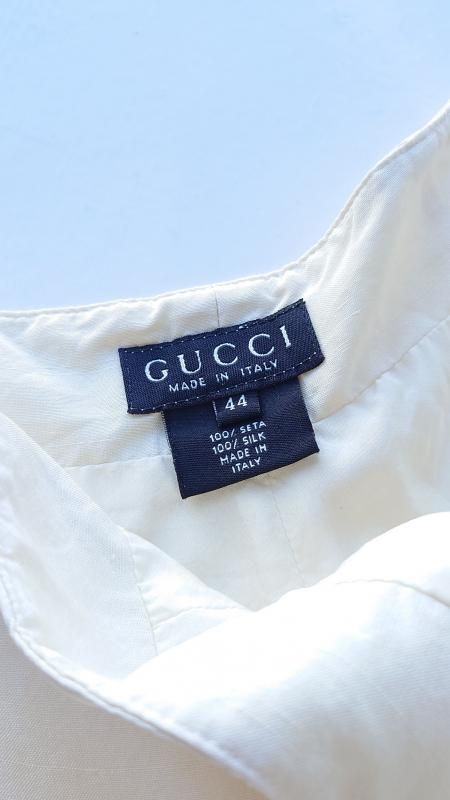 GUCCI
MADE IN ITALY
44
100% SETA
100% SILK
MADE IN
ITALY